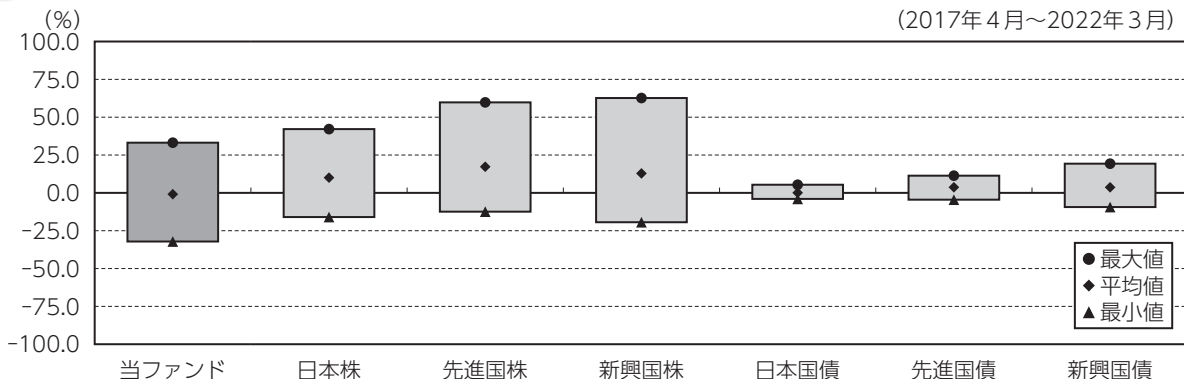 (%)
(2017年4月～2022年3月)
100.0
75.0
50.0
25.0
0.0
-25.0
-50.0
-75.0
-100.0
●最大値
◆平均値
▲最小値
当ファンド 日本株 先進国株 新興国株 日本国債 先進国債 新興国債